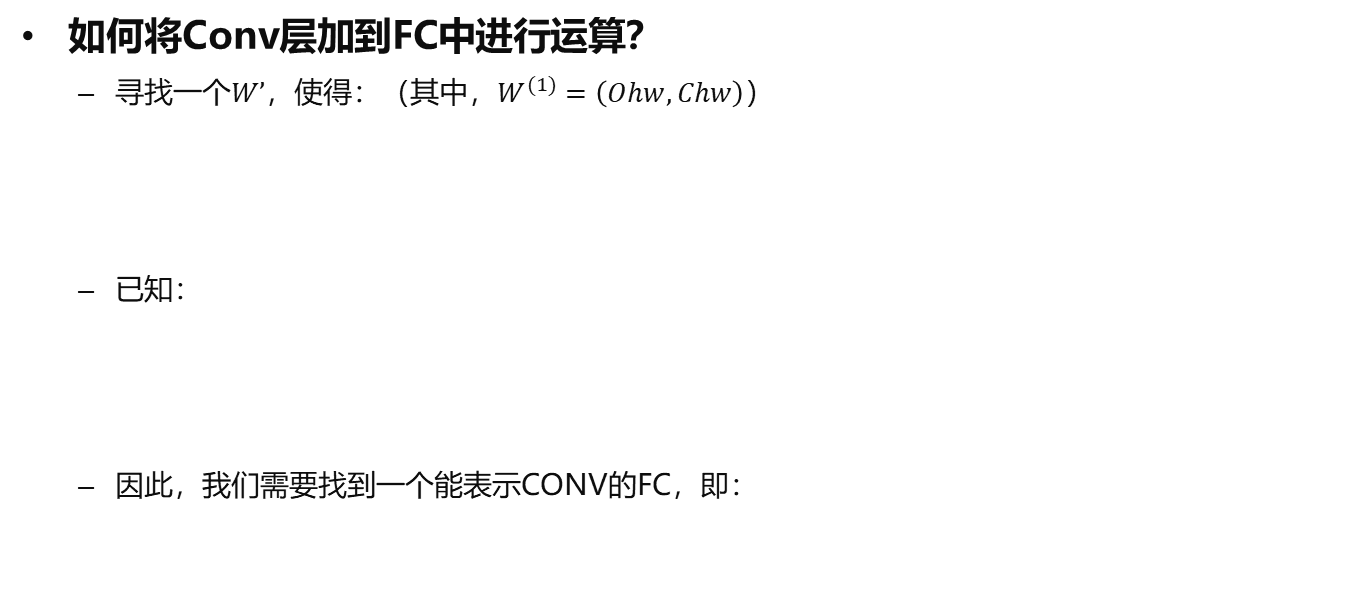 • 如何将Conv层加到FC中进行运算？
– 寻找一个W’，使得：（其中，W⁽¹⁾ = (Ohw, Chw)）
– 已知：
– 因此，我们需要找到一个能表示CONV的FC，即：